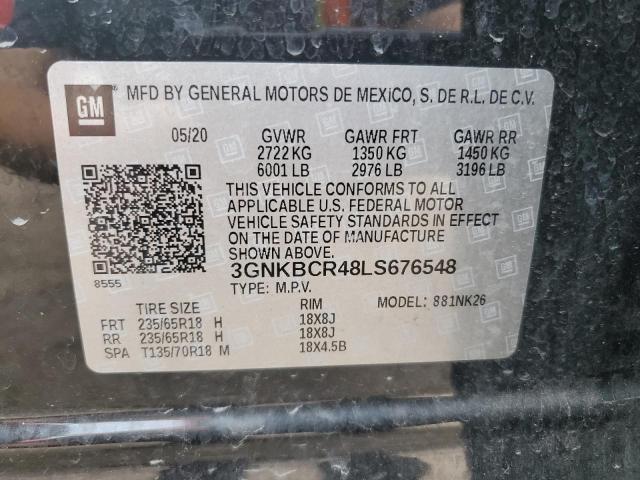 GM MFD BY GENERAL MOTORS DE MEXICO, S. DE R.L. DE C.V.
05/20 GVWR GAWR FRT GAWR RR
2722 KG 1350 KG 1450 KG
6001 LB 2976 LB 3196 LB
THIS VEHICLE CONFORMS TO ALL
APPLICABLE U.S. FEDERAL MOTOR
VEHICLE SAFETY STANDARDS IN EFFECT
ON THE DATE OF MANUFACTURE
SHOWN ABOVE.
8555 3GNKBCR48LS676548
TYPE: M.P.V. MODEL: 881NK26
TIRE SIZE RIM
FRT 235/65R18 H 18X8J
RR 235/65R18 H 18X8J
SPA T135/70R18 M 18X4.5B